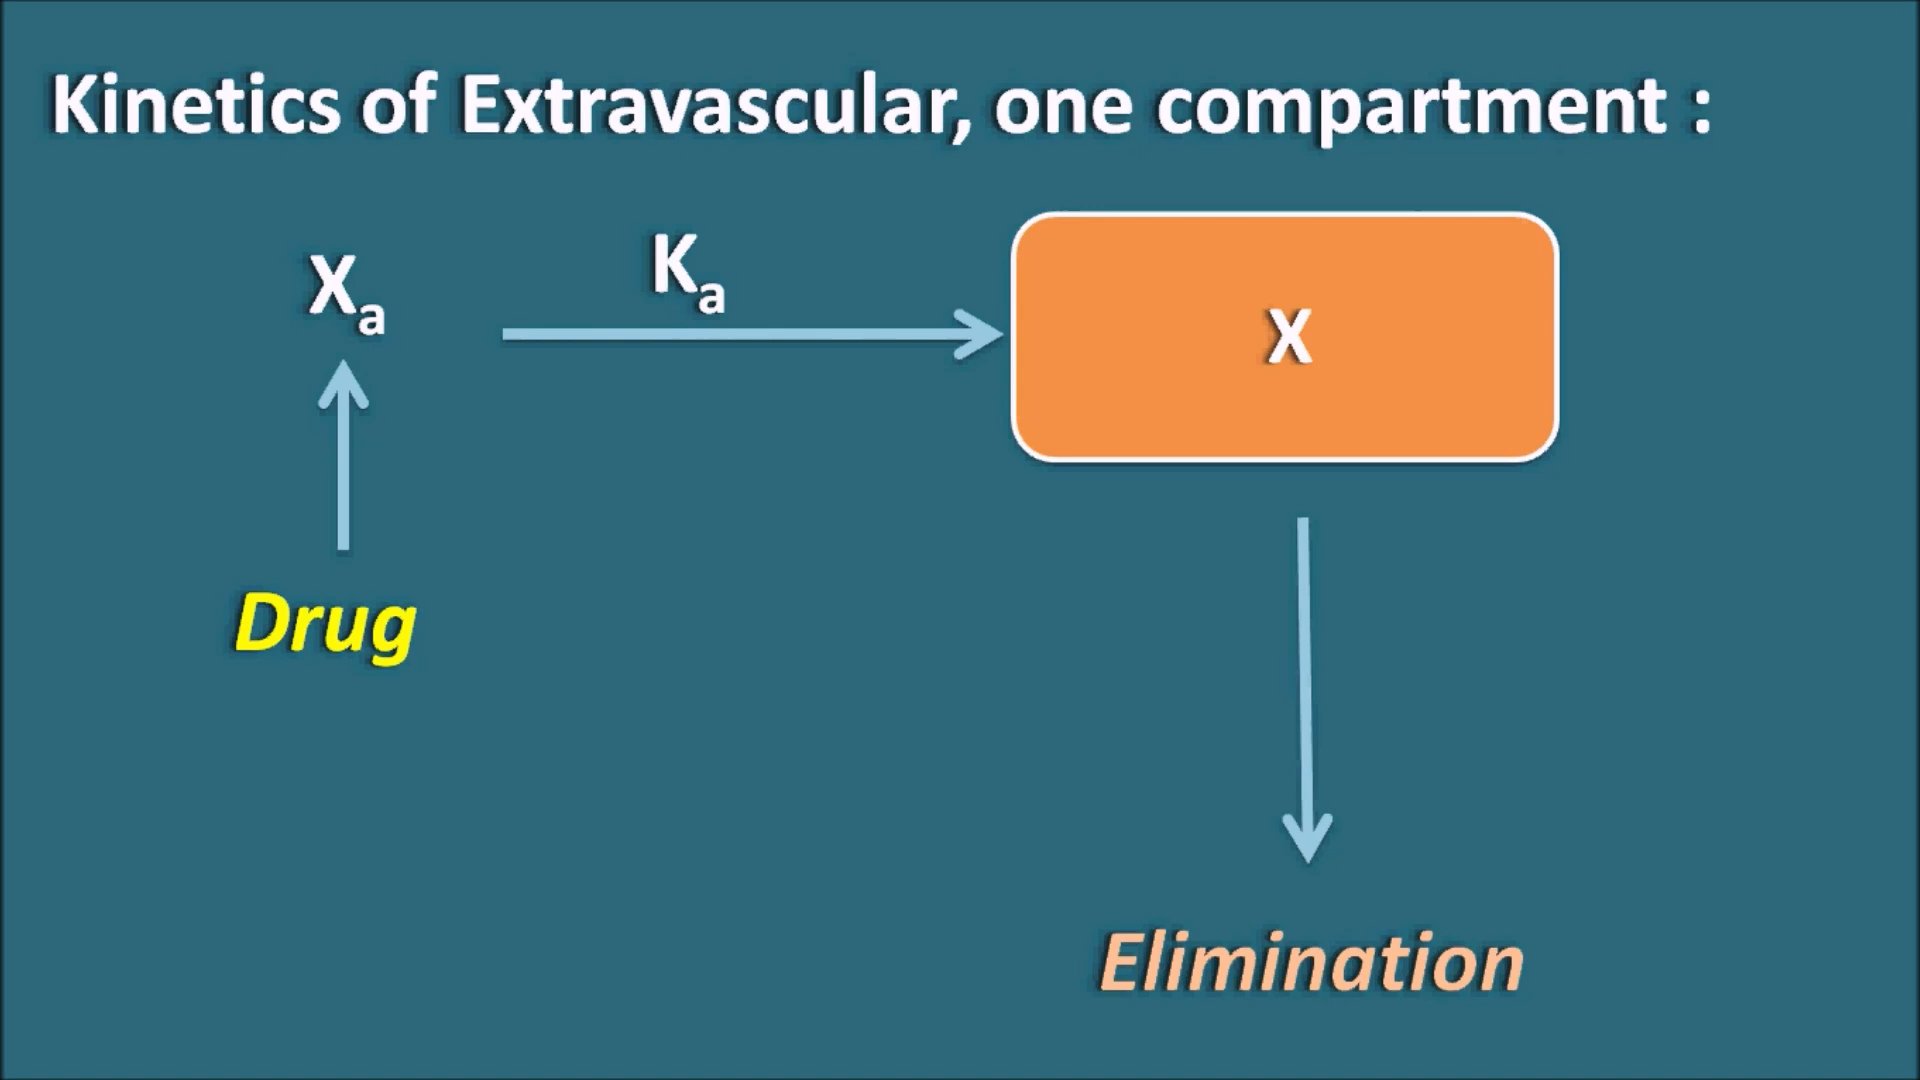 Kinetics of Extravascular, one compartment :
Xa
Ka
X
Drug
Elimination